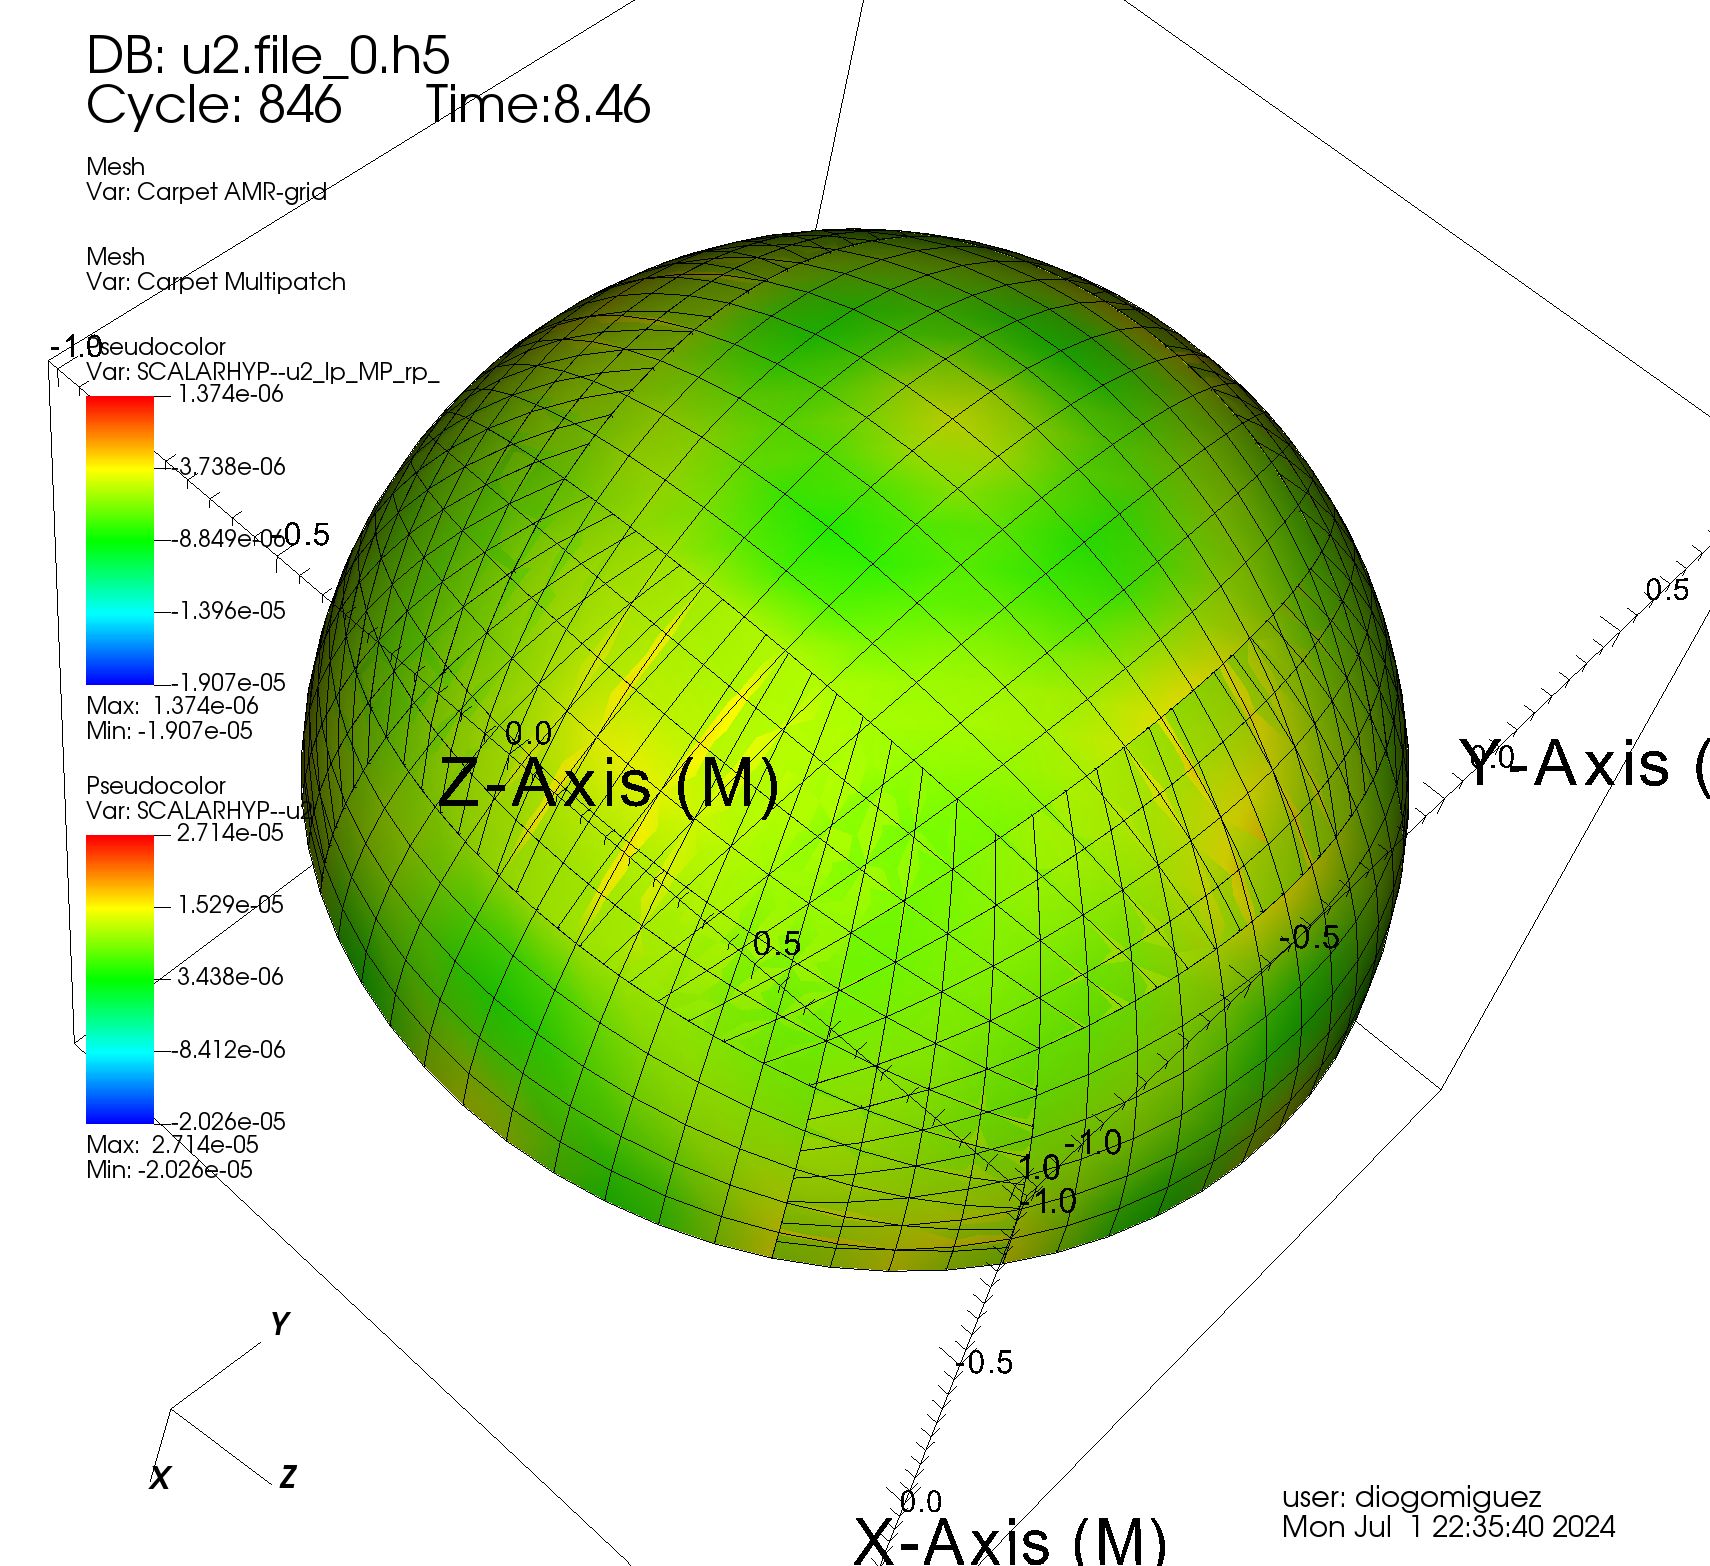 DB: u2.file_0.h5
Cycle: 846 Time:8.46
Mesh
Var: Carpet AMR-grid
Mesh
Var: Carpet Multipatch
-1.0
Pseudocolor
Var: SCALARHYP--u2_lp_MP_rp_
1.374e-06
-3.738e-06
-8.849e-06
-1.396e-05
-1.907e-05
Max: 1.374e-06
Min: -1.907e-05
-0.5
0.0
Z-Axis (M)
0.5
1.0
Pseudocolor
Var: SCALARHYP--u2
2.714e-05
1.529e-05
3.438e-06
-8.412e-06
-2.026e-05
Max: 2.714e-05
Min: -2.026e-05
0.5
0.0
Y-Axis (
-0.5
-1.0
-1.0
-0.5
0.0
X-Axis (M)
Y
X
Z
user: diogomiguez
Mon Jul 1 22:35:40 2024